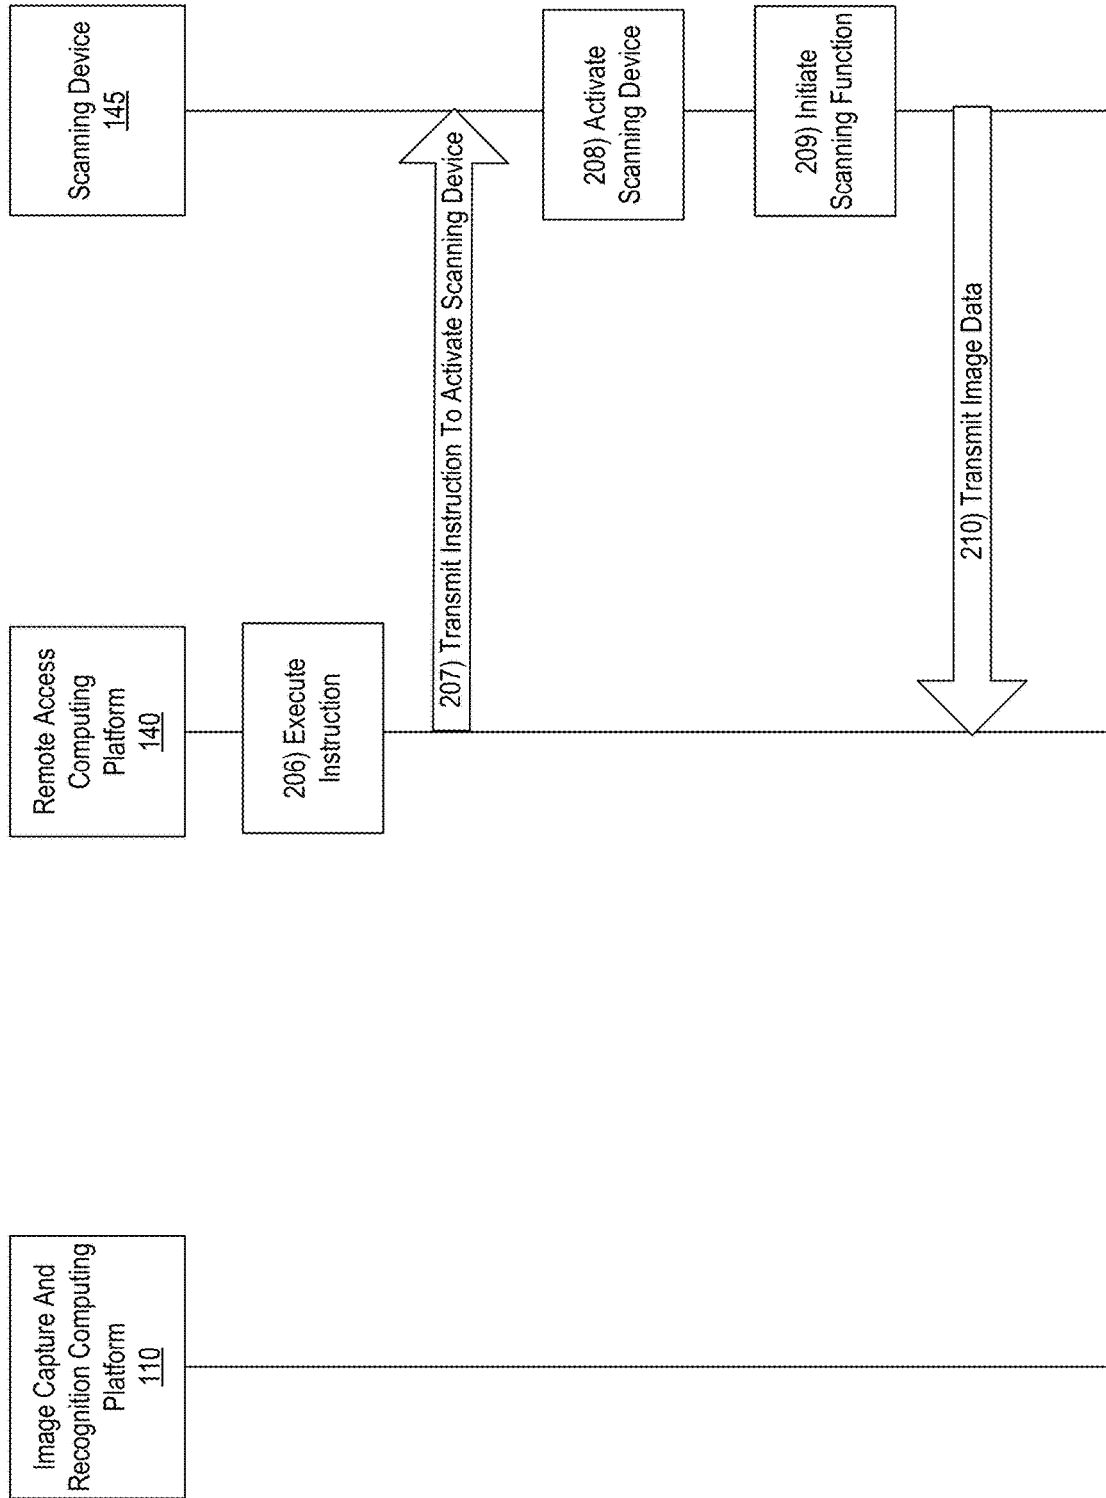 Image Capture And
Recognition Computing
Platform
110
Remote Access
Computing
Platform
140
Scanning Device
145
206) Execute
Instruction
207) Transmit Instruction To Activate Scanning Device
208) Activate
Scanning Device
209) Initiate
Scanning Function
210) Transmit Image Data